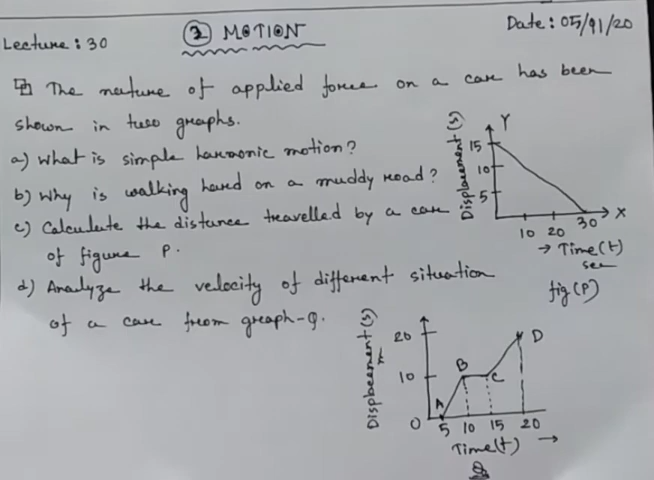 Lecture : 30
② MOTION
Date : 05/91/20
The nature of applied force on a car has been
shown in two graphs.
a) What is simple harmonic motion?
b) Why is walking hard on a muddy road?
c) Calculate the distance travelled by a car
of figure P.
d) Analyze the velocity of different situation
of a car from graph-Q.
Displacement (s)
Y
15
10
5
10 20 30
X
→ Time(t)
sec
fig(P)
Displacement (s)
m
20
10
0
A
B
C
D
5 10 15 20
Time(t) →
Q